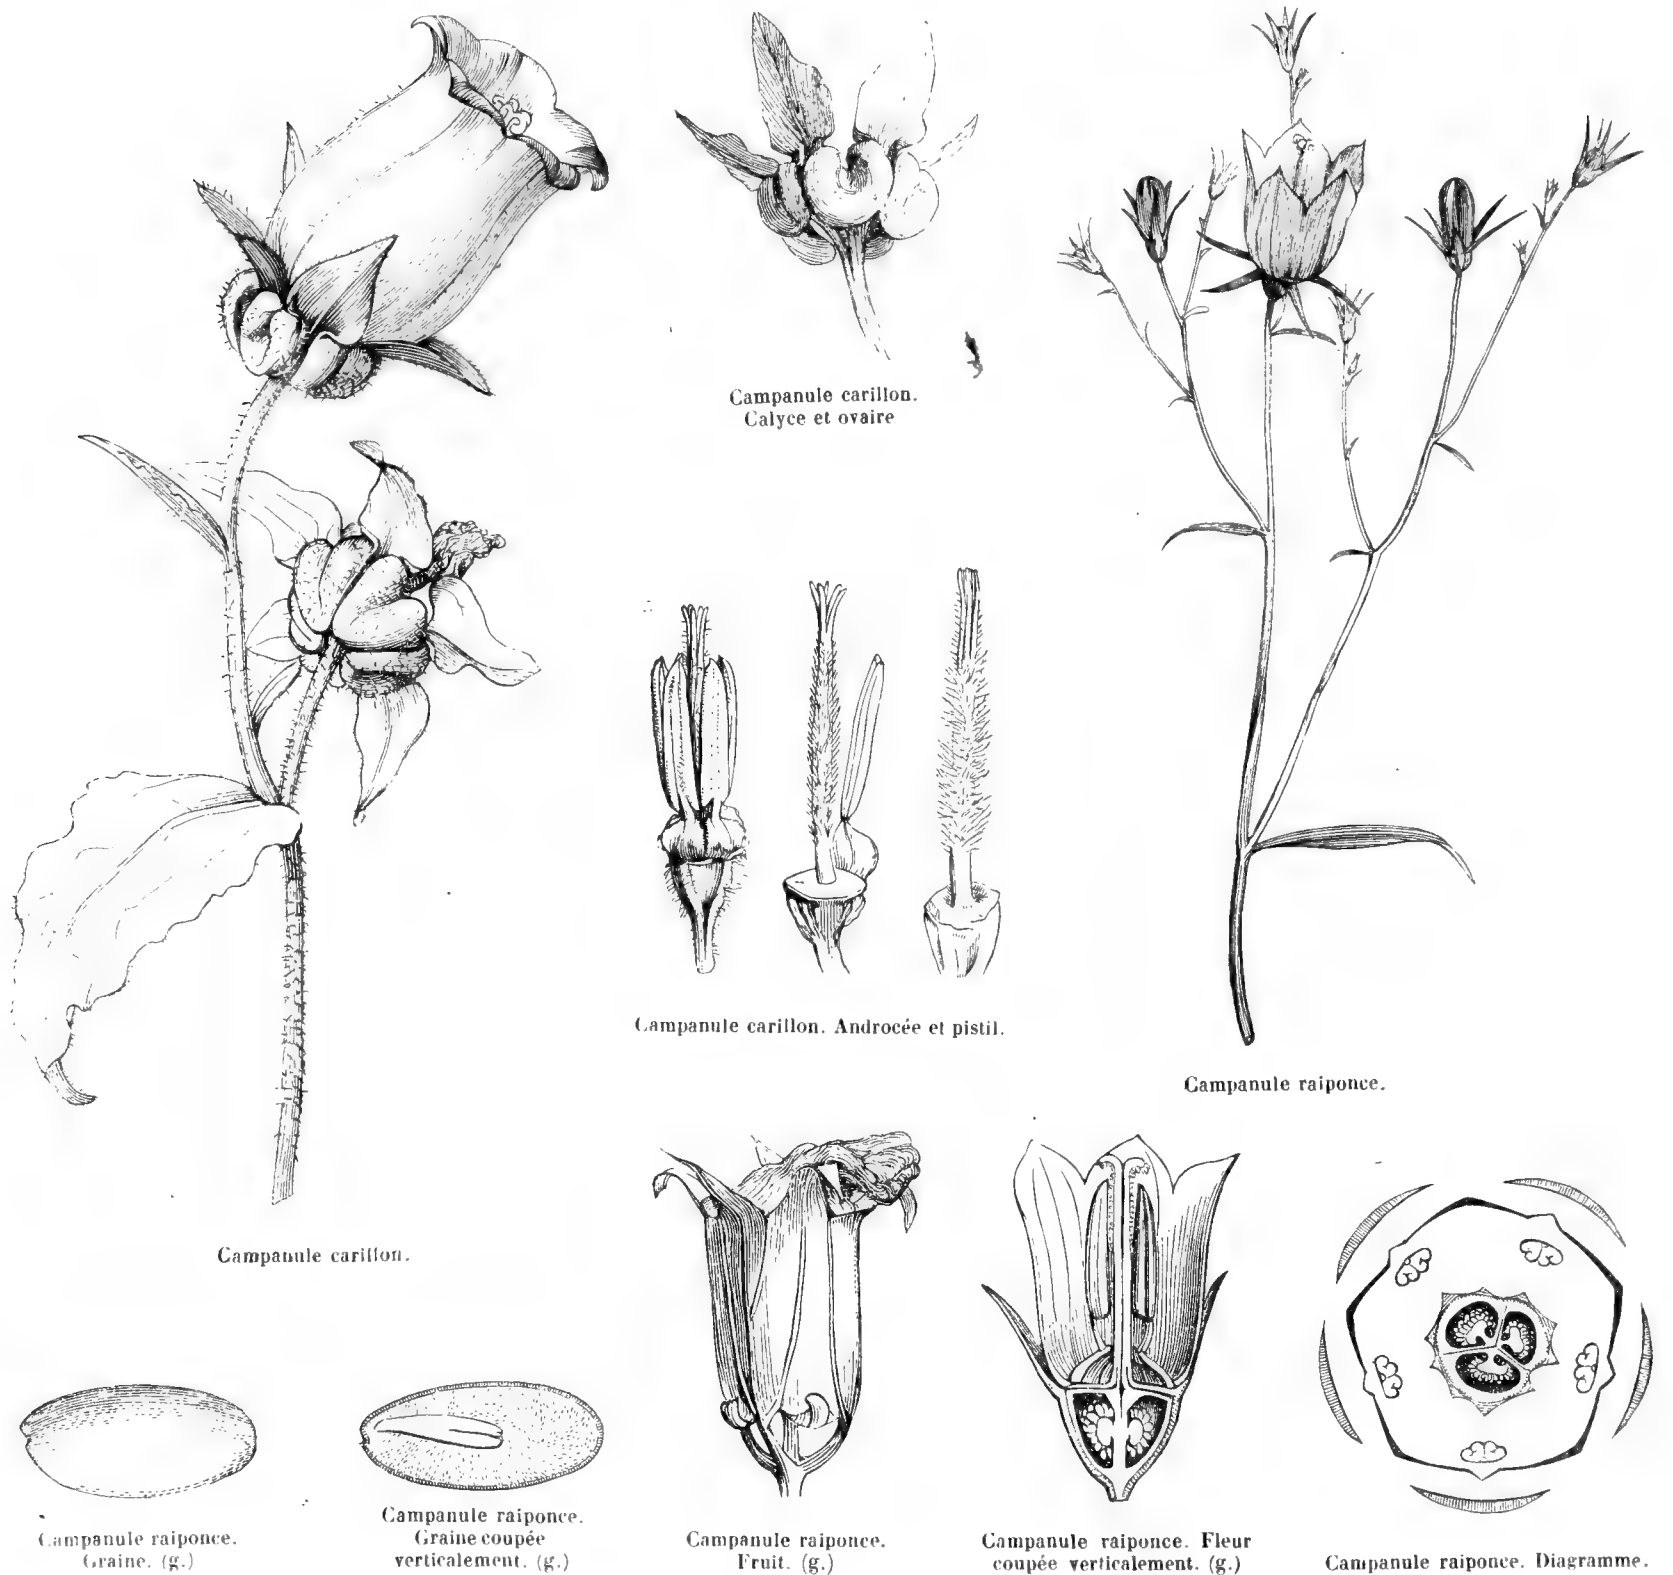 Campanule carillon.
Calyce et ovaire
Campanule carillon. Androcée et pistil.
Campanule raiponce.
Campanule carillon.
Campanule raiponce.
Graine. (g.)
Campanule raiponce.
Graine coupée
verticalement. (g.)
Campanule raiponce.
Fruit. (g.)
Campanule raiponce. Fleur
coupée verticalement. (g.)
Campanule raiponce. Diagramme.